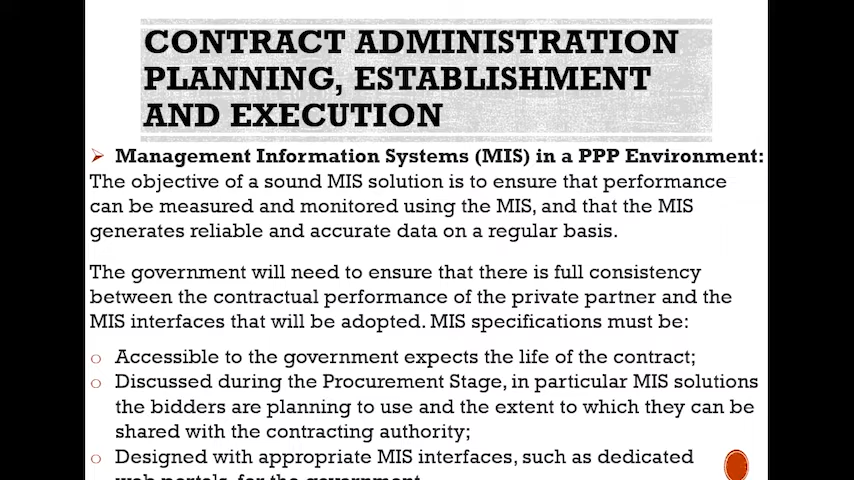 CONTRACT ADMINISTRATION
PLANNING, ESTABLISHMENT
AND EXECUTION
Management Information Systems (MIS) in a PPP Environment:
The objective of a sound MIS solution is to ensure that performance
can be measured and monitored using the MIS, and that the MIS
generates reliable and accurate data on a regular basis.
The government will need to ensure that there is full consistency
between the contractual performance of the private partner and the
MIS interfaces that will be adopted. MIS specifications must be:
Accessible to the government expects the life of the contract;
Discussed during the Procurement Stage, in particular MIS solutions
the bidders are planning to use and the extent to which they can be
shared with the contracting authority;
Designed with appropriate MIS interfaces, such as dedicated
web portals, for the government